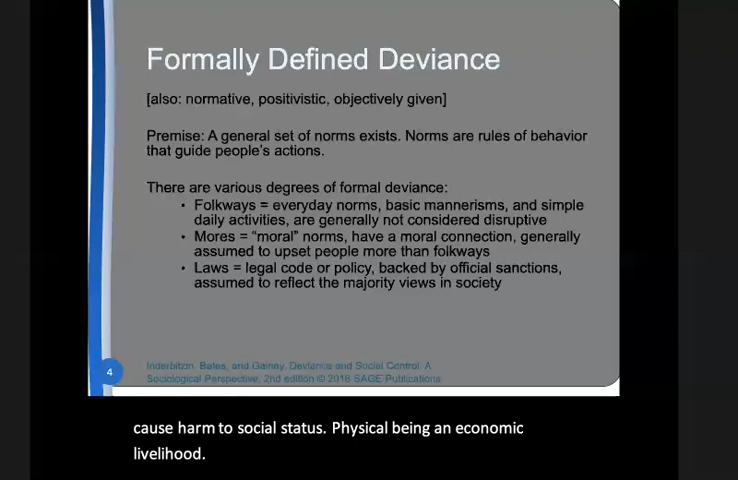 Formally Defined Deviance
[also: normative, positivistic, objectively given]
Premise: A general set of norms exists. Norms are rules of behavior
that guide people's actions.
There are various degrees of formal deviance:
• Folkways = everyday norms, basic mannerisms, and simple
daily activities, are generally not considered disruptive
• Mores = "moral" norms, have a moral connection, generally
assumed to upset people more than folkways
• Laws = legal code or policy, backed by official sanctions,
assumed to reflect the majority views in society
4
Inderbitzin, Bates, and Gainey. Deviance and Social Control: A
Sociological Perspective, 2nd edition © 2018 SAGE Publications
cause harm to social status. Physical being an economic
livelihood.